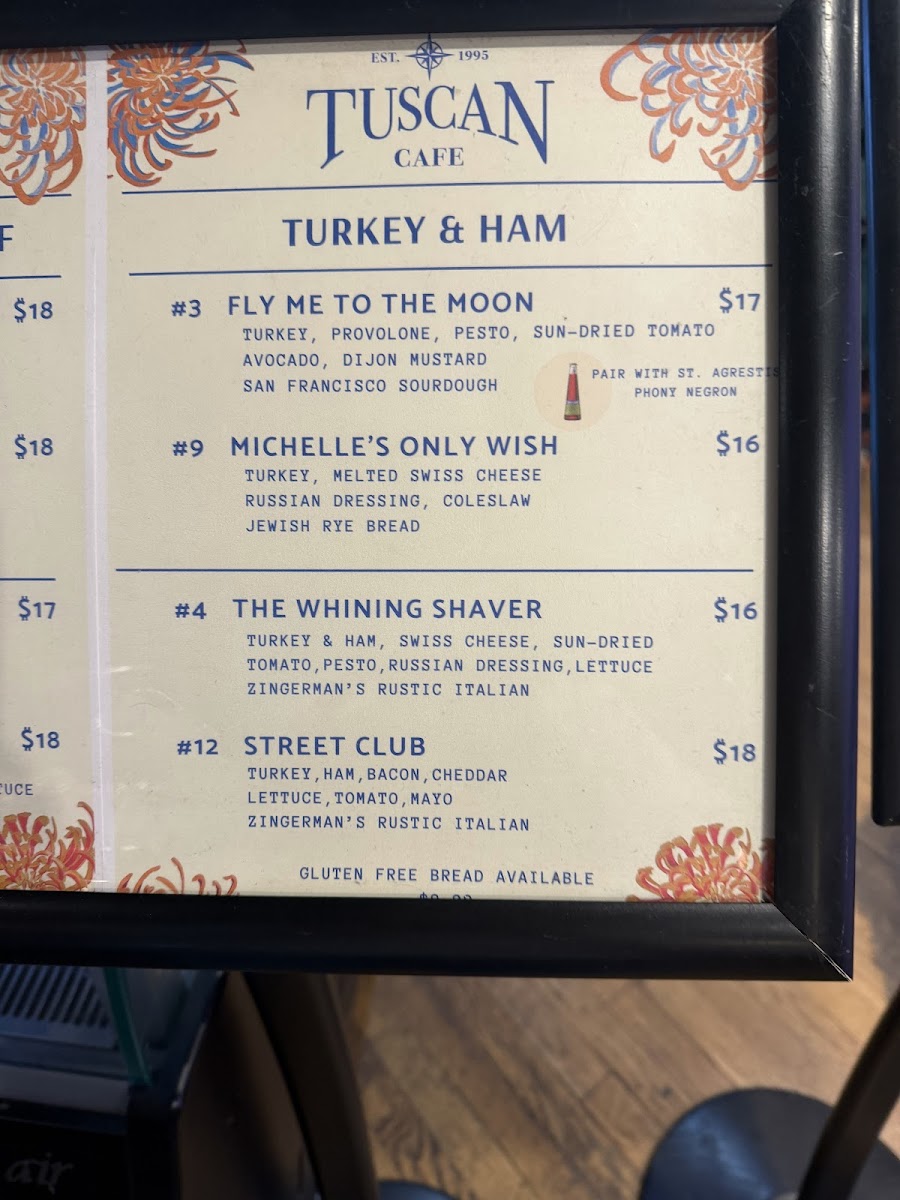 F
$18
$18
$17
$18
TUCE
EST. 1995
TUSCAN
CAFE
TURKEY & HAM
#3 FLY ME TO THE MOON $17
TURKEY, PROVOLONE, PESTO, SUN-DRIED TOMATO
AVOCADO, DIJON MUSTARD
SAN FRANCISCO SOURDOUGH
PAIR WITH ST. AGRESTIS
PHONY NEGRON
#9 MICHELLE'S ONLY WISH $16
TURKEY, MELTED SWISS CHEESE
RUSSIAN DRESSING, COLESLAW
JEWISH RYE BREAD
#4 THE WHINING SHAVER $16
TURKEY & HAM, SWISS CHEESE, SUN-DRIED
TOMATO,PESTO,RUSSIAN DRESSING,LETTUCE
ZINGERMAN'S RUSTIC ITALIAN
#12 STREET CLUB $18
TURKEY,HAM,BACON,CHEDDAR
LETTUCE,TOMATO,MAYO
ZINGERMAN'S RUSTIC ITALIAN
GLUTEN FREE BREAD AVAILABLE
air